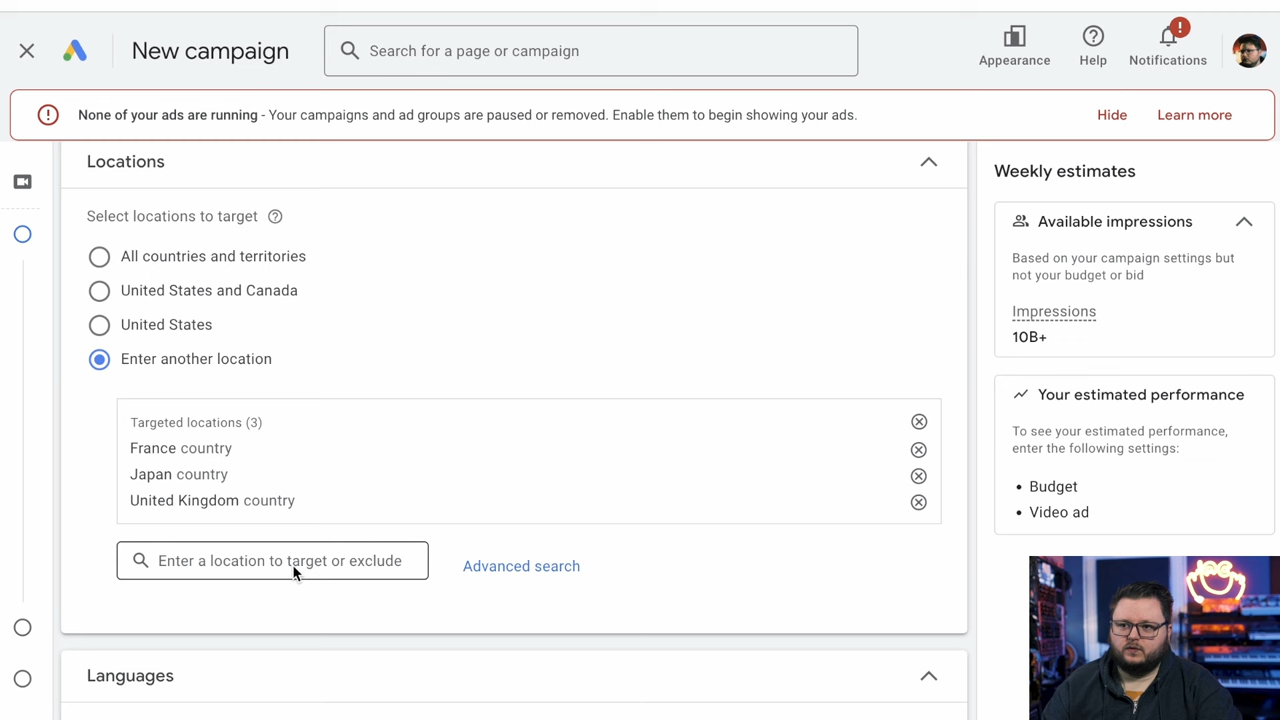 New campaign
Search for a page or campaign
Appearance
Help
!
Notifications
None of your ads are running - Your campaigns and ad groups are paused or removed. Enable them to begin showing your ads.
Hide
Learn more
Locations
Select locations to target
All countries and territories
United States and Canada
United States
Enter another location
Targeted locations (3)
France country
Japan country
United Kingdom country
Enter a location to target or exclude
Advanced search
Languages
Weekly estimates
Available impressions
Based on your campaign settings but
not your budget or bid
Impressions
10B+
Your estimated performance
To see your estimated performance,
enter the following settings:
• Budget
• Video ad